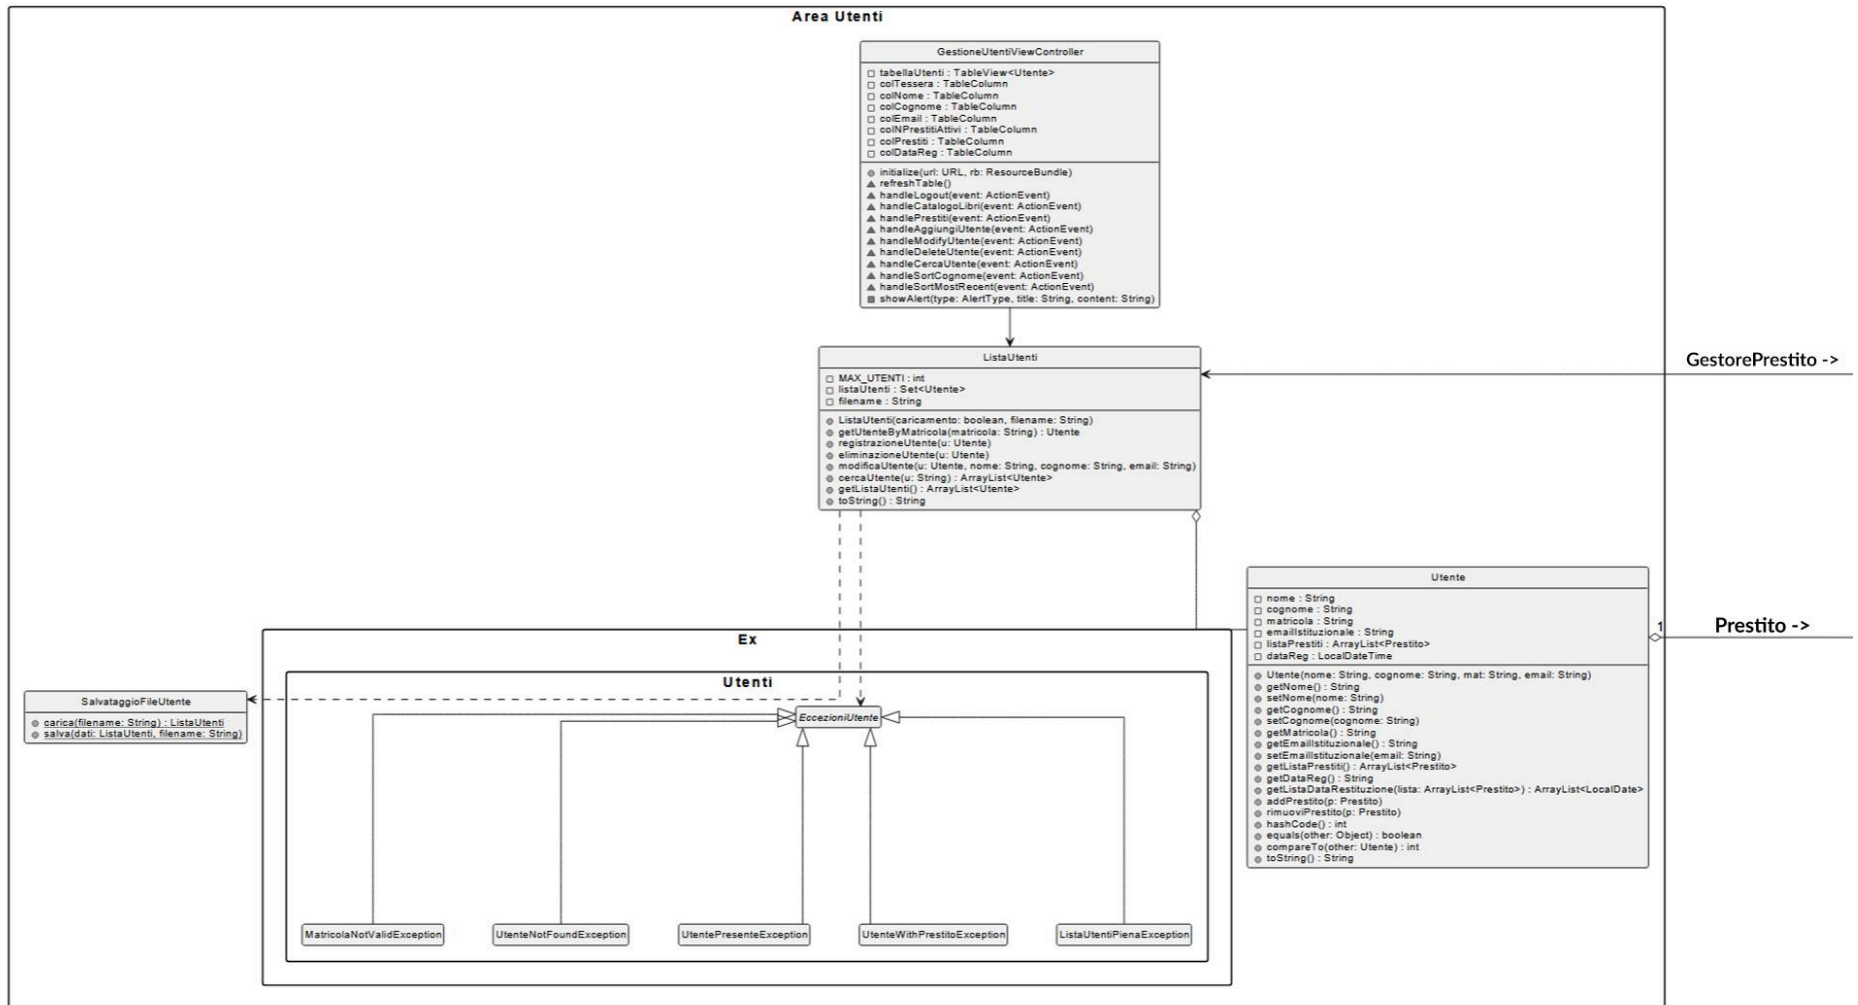 Area Utenti
GestioneUtentiViewController
tabellaUtenti : TableView<Utente>
colTessera : TableColumn
colNome : TableColumn
colCognome : TableColumn
colEmail : TableColumn
colNPrestitiAttivi : TableColumn
colPrestiti : TableColumn
colDataReg : TableColumn
initialize(url: URL, rb: ResourceBundle)
refreshTable()
handleLogout(event: ActionEvent)
handleCatalogoLibri(event: ActionEvent)
handlePrestiti(event: ActionEvent)
handleAggiungiUtente(event: ActionEvent)
handleModifyUtente(event: ActionEvent)
handleDeleteUtente(event: ActionEvent)
handleCercaUtente(event: ActionEvent)
handleSortCognome(event: ActionEvent)
handleSortMostRecent(event: ActionEvent)
showAlert(type: AlertType, title: String, content: String)
ListaUtenti
MAX_UTENTI : int
listaUtenti : Set<Utente>
filename : String
ListaUtenti(caricamento: boolean, filename: String)
getUtenteByMatricola(matricola: String) : Utente
registrazioneUtente(u: Utente)
eliminazioneUtente(u: Utente)
modificaUtente(u: Utente, nome: String, cognome: String, email: String)
cercaUtente(u: String) : ArrayList<Utente>
getListaUtenti() : ArrayList<Utente>
toString() : String
GestorePrestito ->
Utente
nome : String
cognome : String
matricola : String
emailIstituzionale : String
listaPrestiti : ArrayList<Prestito>
dataReg : LocalDateTime
Utente(nome: String, cognome: String, mat: String, email: String)
getNome() : String
setNome(nome: String)
getCognome() : String
setCognome(cognome: String)
getMatricola() : String
getEmailIstituzionale() : String
setEmailIstituzionale(email: String)
getListaPrestiti() : ArrayList<Prestito>
getDataReg() : String
getListaDataRestituzione(lista: ArrayList<Prestito>) : ArrayList<LocalDate>
addPrestito(p: Prestito)
rimuoviPrestito(p: Prestito)
hashCode() : int
equals(other: Object) : boolean
compareTo(other: Utente) : int
toString() : String
1
Prestito ->
Ex
Utenti
SalvataggioFileUtente
carica(filename: String) : ListaUtenti
salva(dati: ListaUtenti, filename: String)
EccezioniUtente
MatricolaNotValidException
UtenteNotFoundException
UtentePresenteException
UtenteWithPrestitoException
ListaUtentiPienaException